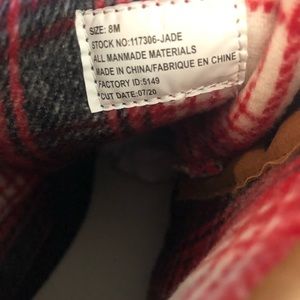 SIZE: 8M
STOCK NO:117306-JADE
ALL MANMADE MATERIALS
MADE IN CHINA/FABRIQUE EN CHINE
FACTORY ID:5149
CUT DATE:07/20